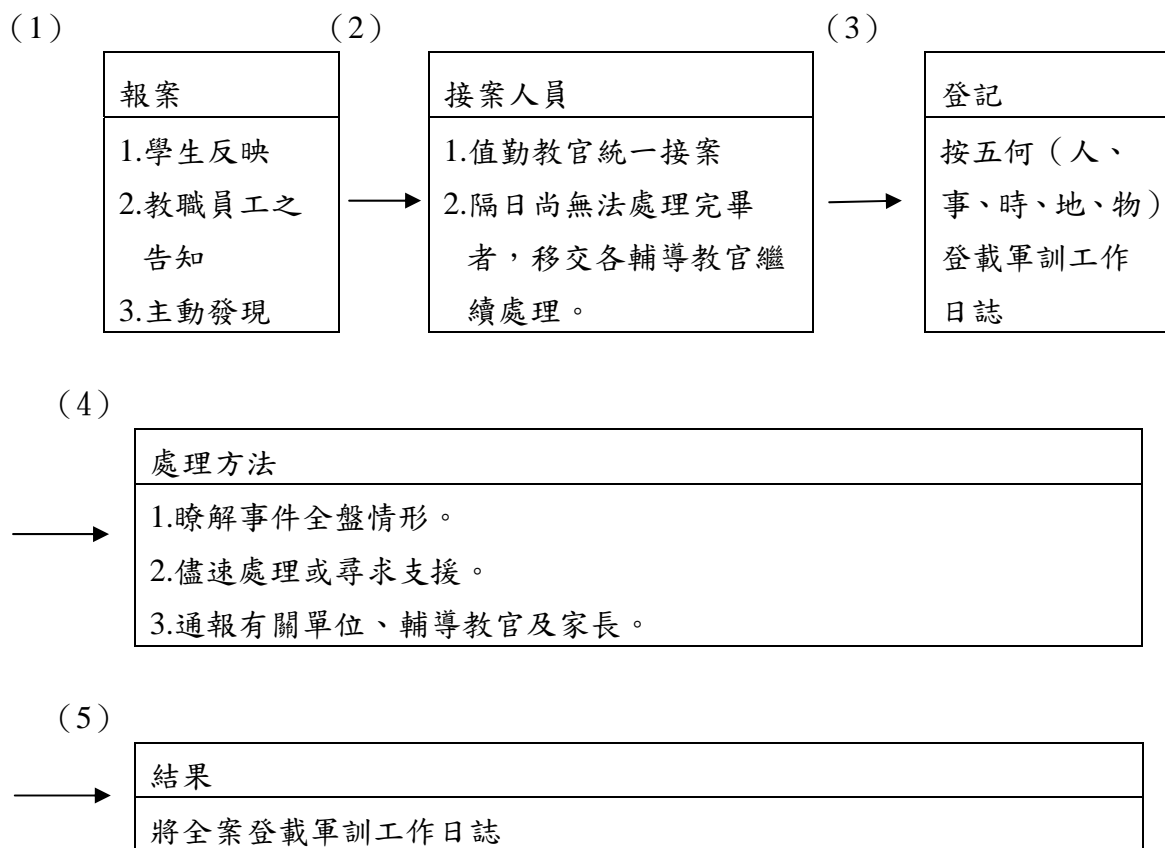 （1）
報案
1.學生反映
2.教職員工之
告知
3.主動發現
（2）
接案人員
1.值勤教官統一接案
2.隔日尚無法處理完畢
者，移交各輔導教官繼
續處理。
（3）
登記
按五何（人、
事、時、地、物）
登載軍訓工作
日誌
（4）
處理方法
1.瞭解事件全盤情形。
2.儘速處理或尋求支援。
3.通報有關單位、輔導教官及家長。
（5）
結果
將全案登載軍訓工作日誌